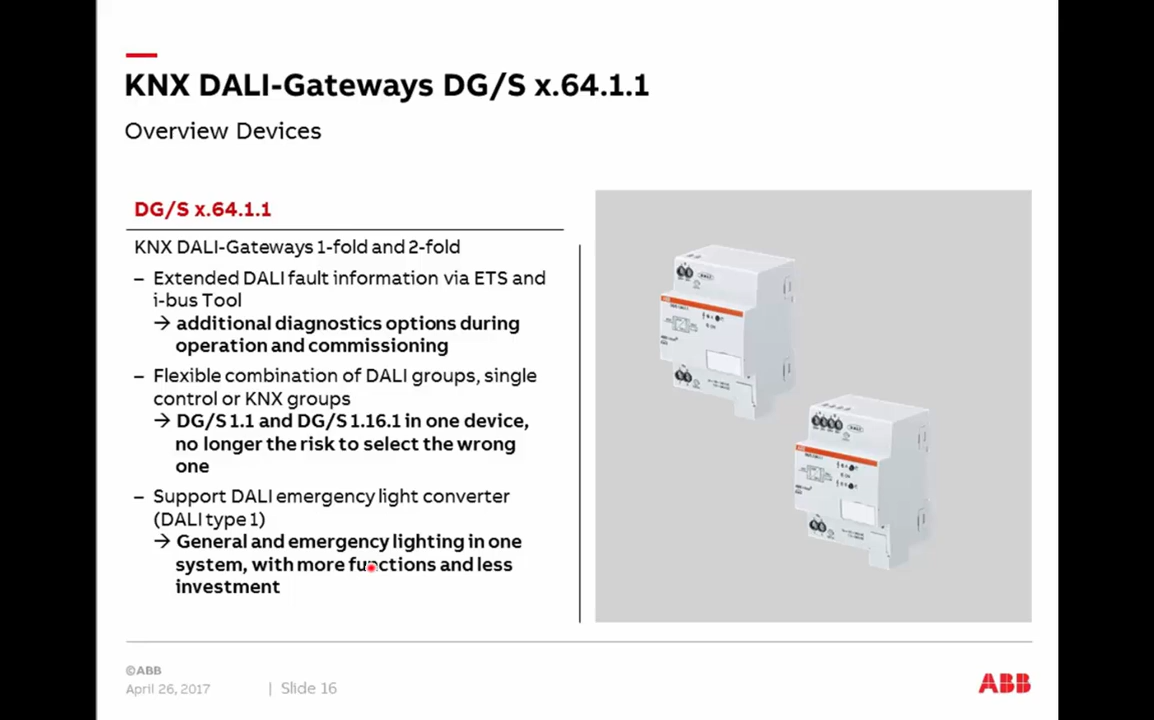 KNX DALI-Gateways DG/S x.64.1.1
Overview Devices
DG/S x.64.1.1
KNX DALI-Gateways 1-fold and 2-fold
– Extended DALI fault information via ETS and
i-bus Tool
→ additional diagnostics options during
operation and commissioning
– Flexible combination of DALI groups, single
control or KNX groups
→ DG/S 1.1 and DG/S 1.16.1 in one device,
no longer the risk to select the wrong
one
– Support DALI emergency light converter
(DALI type 1)
→ General and emergency lighting in one
system, with more functions and less
investment
©ABB
April 26, 2017 | Slide 16
ABB